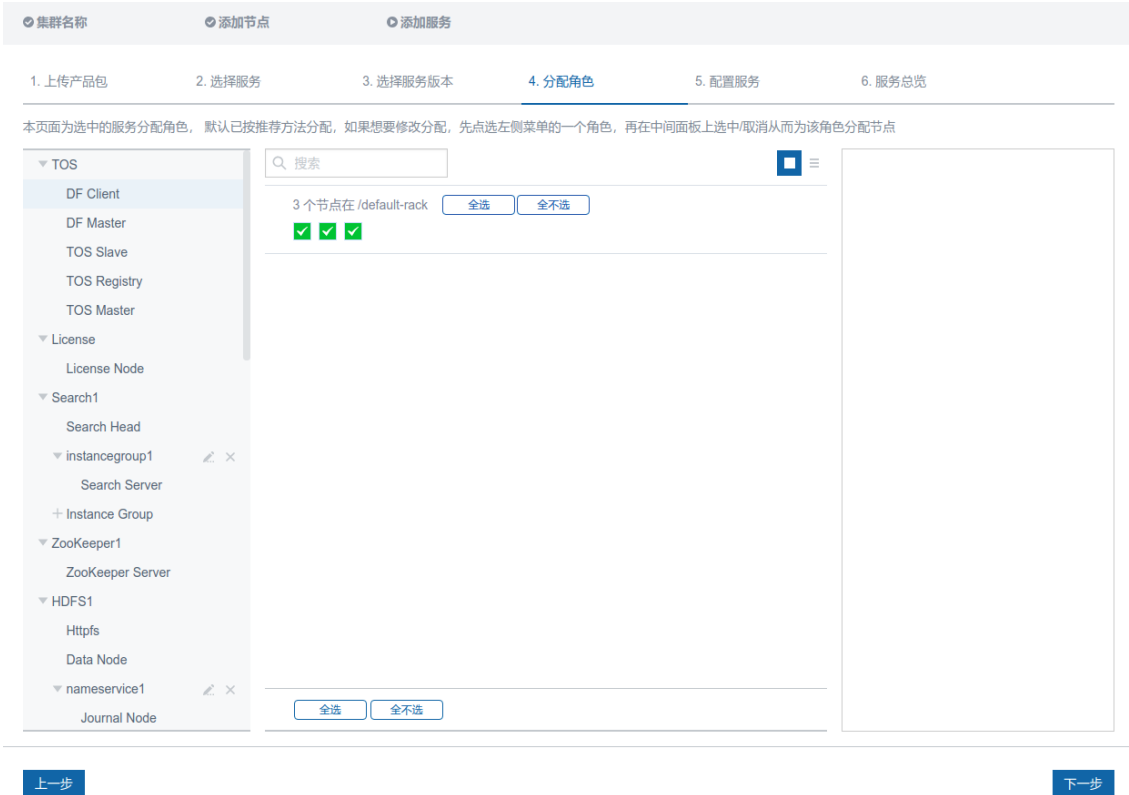 集群名称 添加节点 添加服务
1. 上传产品包 2. 选择服务 3. 选择服务版本 4. 分配角色 5. 配置服务 6. 服务总览
本页面为选中的服务分配角色， 默认已按推荐方法分配，如果想要修改分配，先点选左侧菜单的一个角色，再在中间面板上选中/取消从而为该角色分配节点
TOS
DF Client
DF Master
TOS Slave
TOS Registry
TOS Master
License
License Node
Search1
Search Head
instancegroup1
Search Server
Instance Group
ZooKeeper1
ZooKeeper Server
HDFS1
Httpfs
Data Node
nameservice1
Journal Node
搜索
3 个节点在 /default-rack 全选 全不选
全选 全不选
上一步 下一步